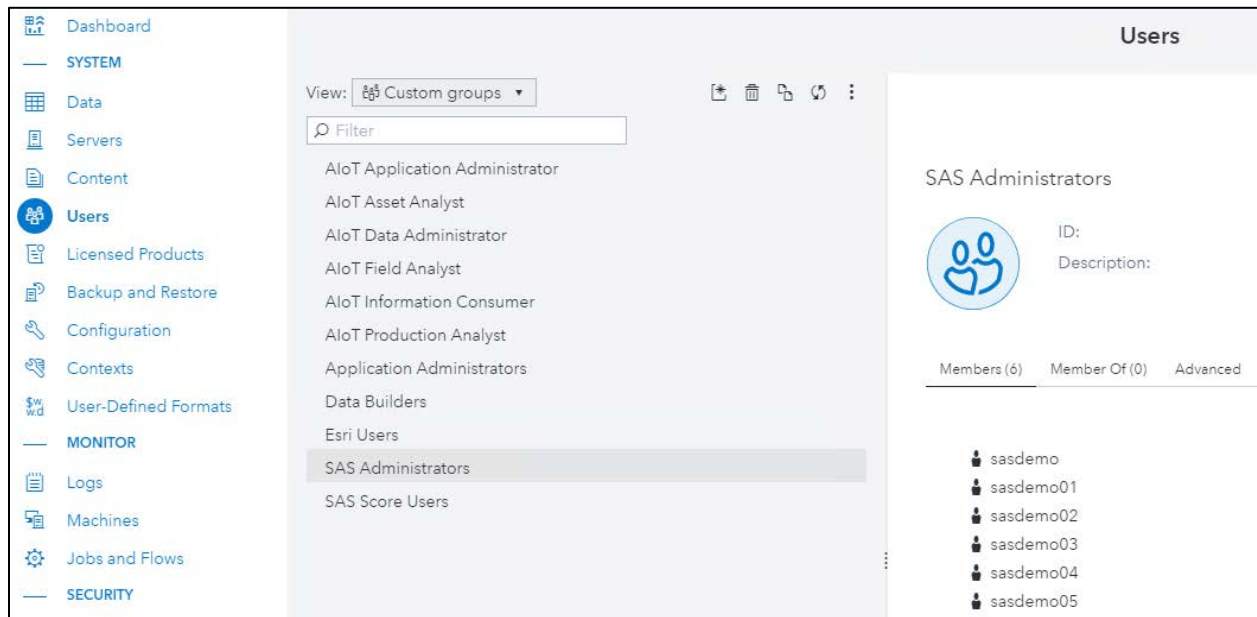 Dashboard
SYSTEM
Data
Servers
Content
Users
Licensed Products
Backup and Restore
Configuration
Contexts
$w, w.d User-Defined Formats
MONITOR
Logs
Machines
Jobs and Flows
SECURITY
Users
View: Custom groups
Filter
AIoT Application Administrator
AIoT Asset Analyst
AIoT Data Administrator
AIoT Field Analyst
AIoT Information Consumer
AIoT Production Analyst
Application Administrators
Data Builders
Esri Users
SAS Administrators
SAS Score Users
SAS Administrators
ID:
Description:
Members (6) Member Of (0) Advanced
sasdemo
sasdemo01
sasdemo02
sasdemo03
sasdemo04
sasdemo05